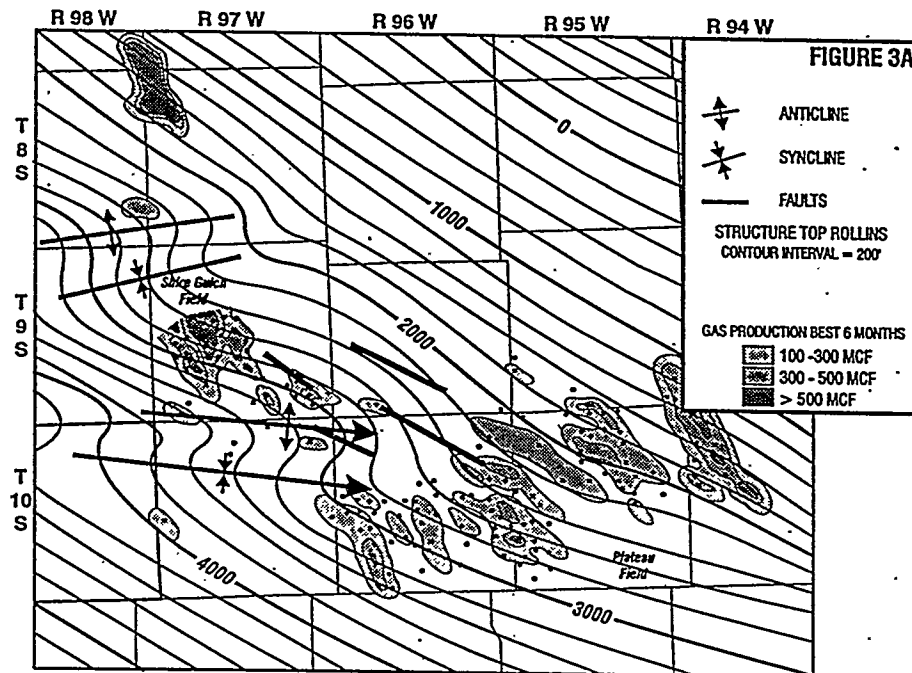 R 98 W R 97 W R 96 W R 95 W R 94 W
FIGURE 3A
ANTICLINE
SYNCLINE
FAULTS
STRUCTURE TOP ROLLINS
CONTOUR INTERVAL = 200'
GAS PRODUCTION BEST 6 MONTHS
100-300 MCF
300 - 500 MCF
> 500 MCF
T
8
S
T
9
S
T
10
S
0
1000
2000
Field
4000
3000
Plateau
Field